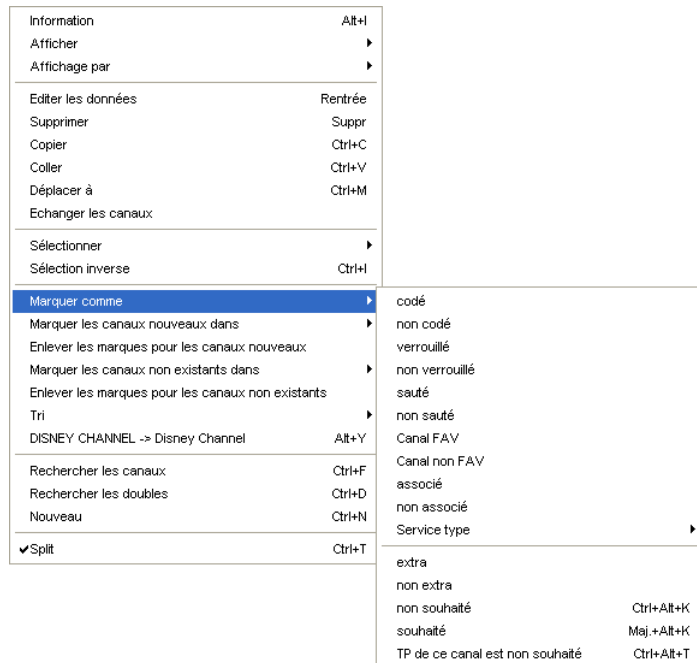 Information Alt+I
Afficher
Affichage par
Editer les données Rentrée
Supprimer Suppr
Copier Ctrl+C
Coller Ctrl+V
Déplacer à Ctrl+M
Echanger les canaux
Sélectionner
Sélection inverse Ctrl+I
Marquer comme
Marquer les canaux nouveaux dans
Enlever les marques pour les canaux nouveaux
Marquer les canaux non existants dans
Enlever les marques pour les canaux non existants
Tri
DISNEY CHANNEL -> Disney Channel Alt+Y
Rechercher les canaux Ctrl+F
Rechercher les doubles Ctrl+D
Nouveau Ctrl+N
Split Ctrl+T
codé
non codé
verrouillé
non verrouillé
sauté
non sauté
Canal FAV
Canal non FAV
associé
non associé
Service type
extra
non extra
non souhaité Ctrl+Alt+K
souhaité Maj.+Alt+K
TP de ce canal est non souhaité Ctrl+Alt+T